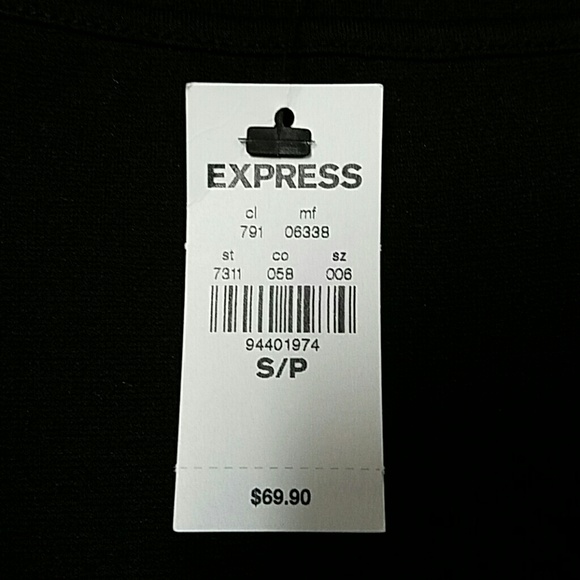 EXPRESS
cl mf
791 06338
st co sz
7311 058 006
94401974
S/P
$69.90